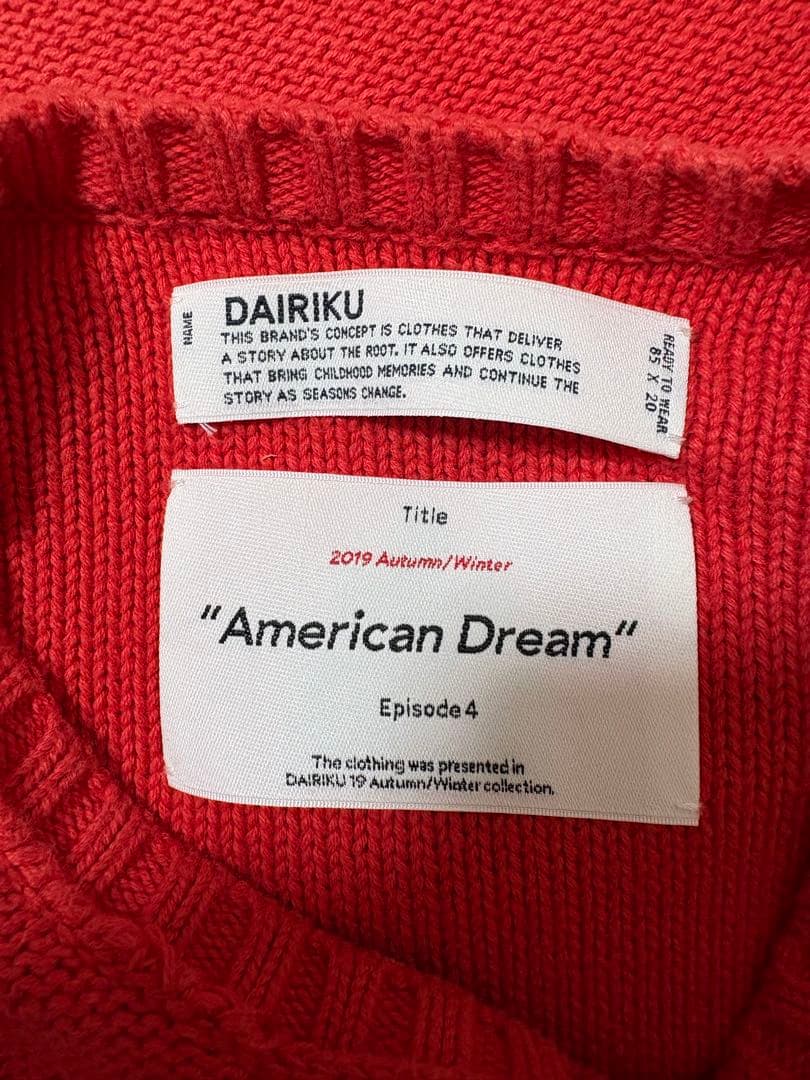 NAME
DAIRIKU
THIS BRAND'S CONCEPT IS CLOTHES THAT DELIVER
A STORY ABOUT THE ROOT. IT ALSO OFFERS CLOTHES
THAT BRING CHILDHOOD MEMORIES AND CONTINUE THE
STORY AS SEASONS CHANGE.
READY TO WEAR
85 X 20
Title
2019 Autumn/Winter
"American Dream"
Episode 4
The clothing was presented in
DAIRIKU 19 Autumn/Winter collection.